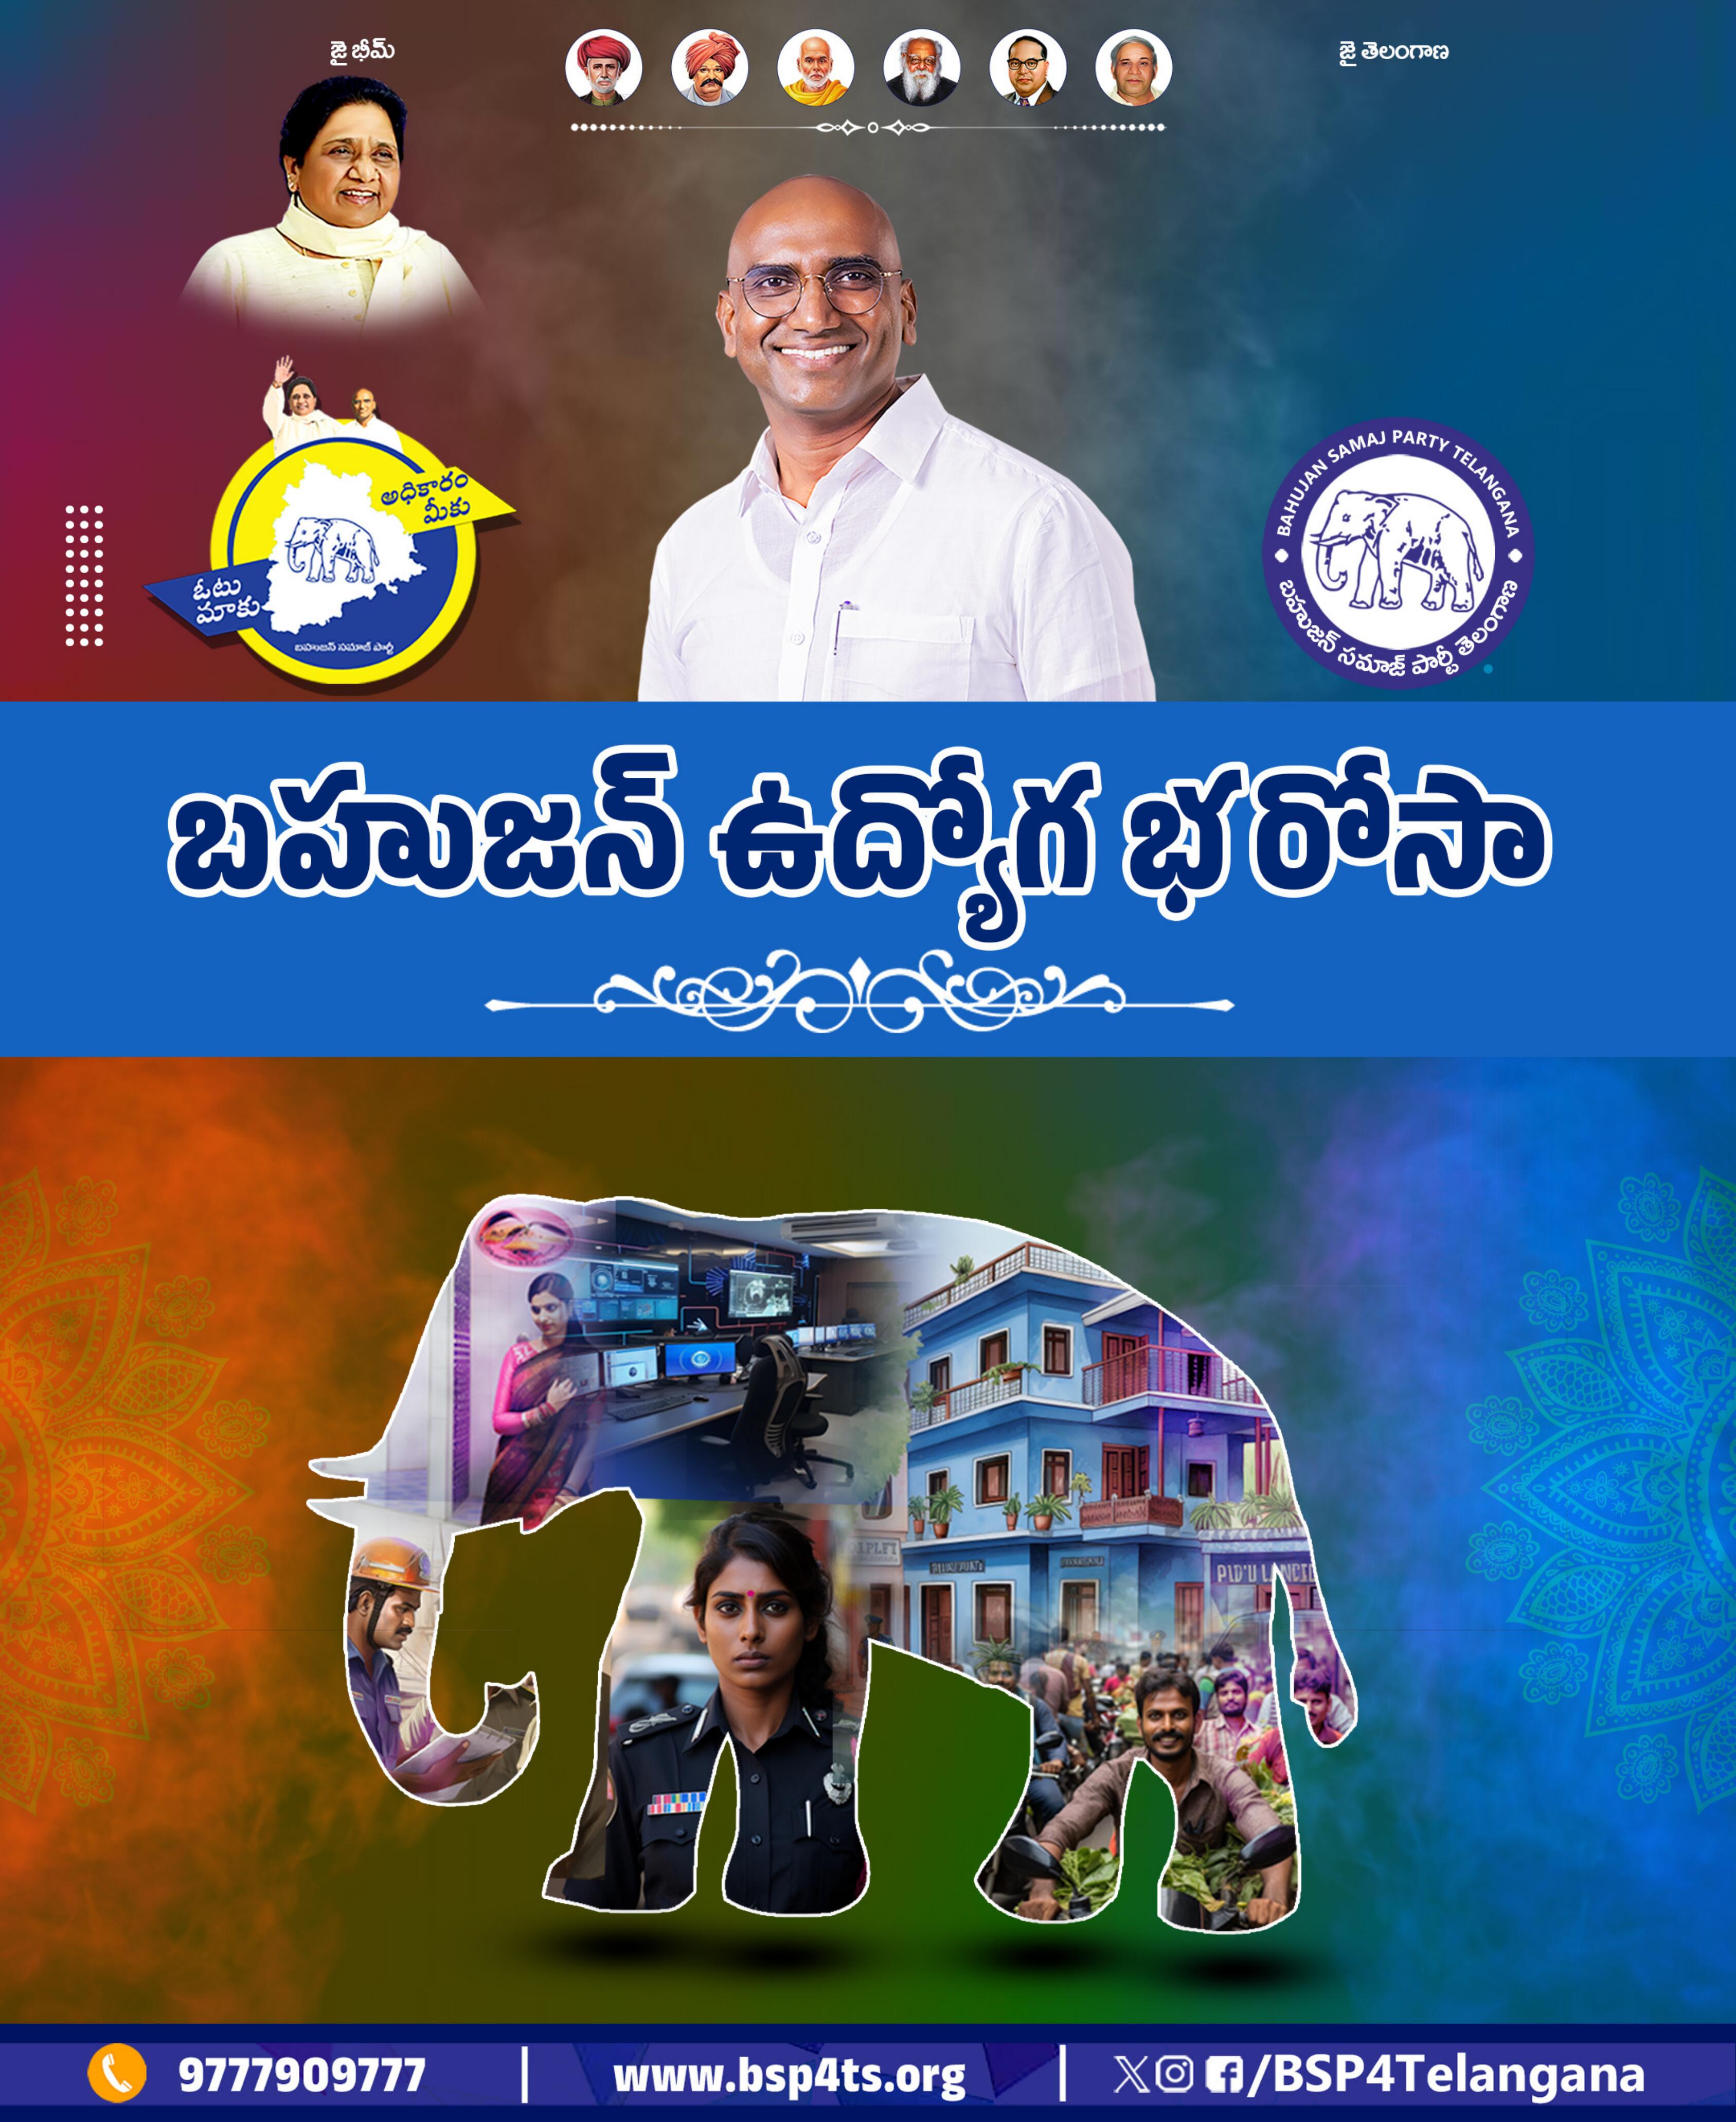 జై భీమ్
జై తెలంగాణ
అధికారం
మీకు
ఓటు
మాకు
బహుజన్ సమాజ్ పార్టీ
BAHUJAN SAMAJ PARTY TELANGANA
బహుజన్ సమాజ్ పార్టీ తెలంగాణ
బహుజన్ ఉద్యోగ భరోసా
9777909777
www.bsp4ts.org
/BSP4Telangana